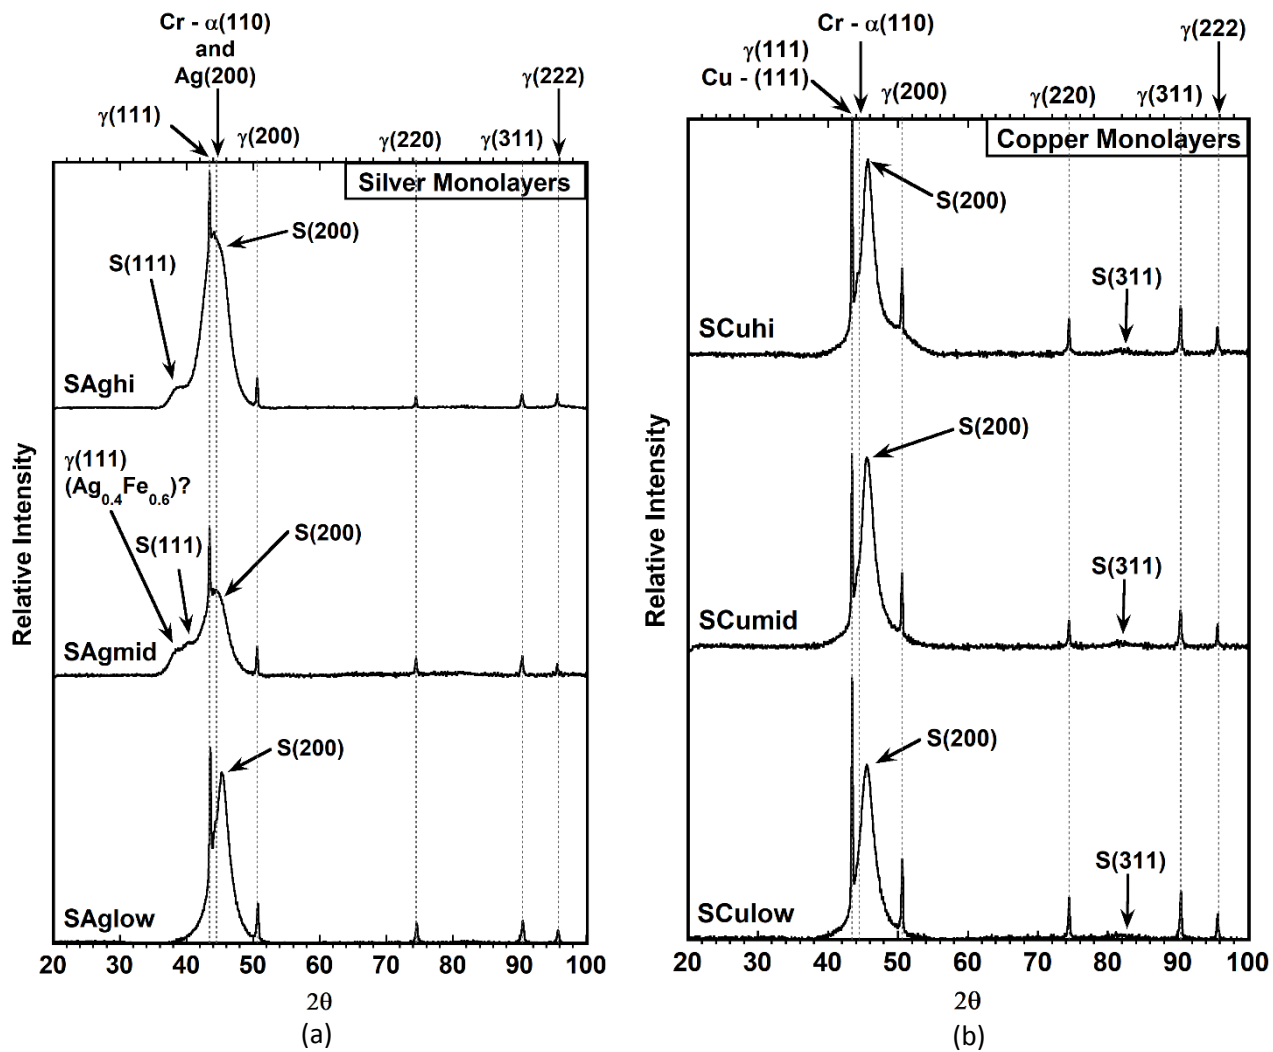 Cr - α(110)
and
Ag(200)
γ(111)
γ(200)
γ(220)
γ(311)
γ(222)
Silver Monolayers
S(200)
S(111)
SAghi
γ(111)
(Ag0.4Fe0.6)?
S(111)
S(200)
SAgmid
S(200)
SAglow
Relative Intensity
20 30 40 50 60 70 80 90 100
2θ
(a)
Cr - α(110)
γ(111)
Cu - (111)
γ(200)
γ(220)
γ(311)
γ(222)
Copper Monolayers
S(200)
S(311)
SCuhi
S(200)
S(311)
SCumid
S(200)
S(311)
SCulow
Relative Intensity
20 30 40 50 60 70 80 90 100
2θ
(b)